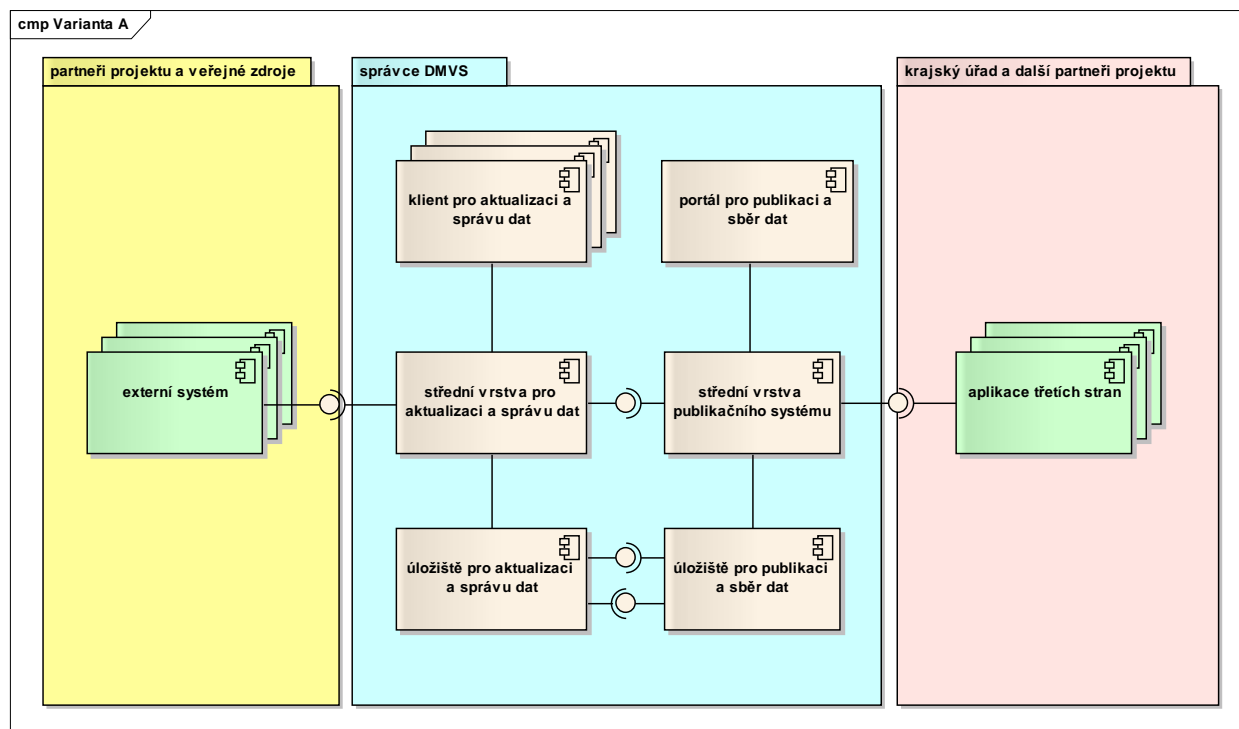 cmp Varianta A
partneři projektu a veřejné zdroje
správce DMVS
krajský úřad a další partneři projektu
klient pro aktualizaci a
správu dat
portál pro publikaci a
sběr dat
externí systém
střední vrstva pro
aktualizaci a správu dat
střední vrstva
publikačního systému
aplikace třetích stran
úložiště pro aktualizaci
a správu dat
úložiště pro publikaci
a sběr dat